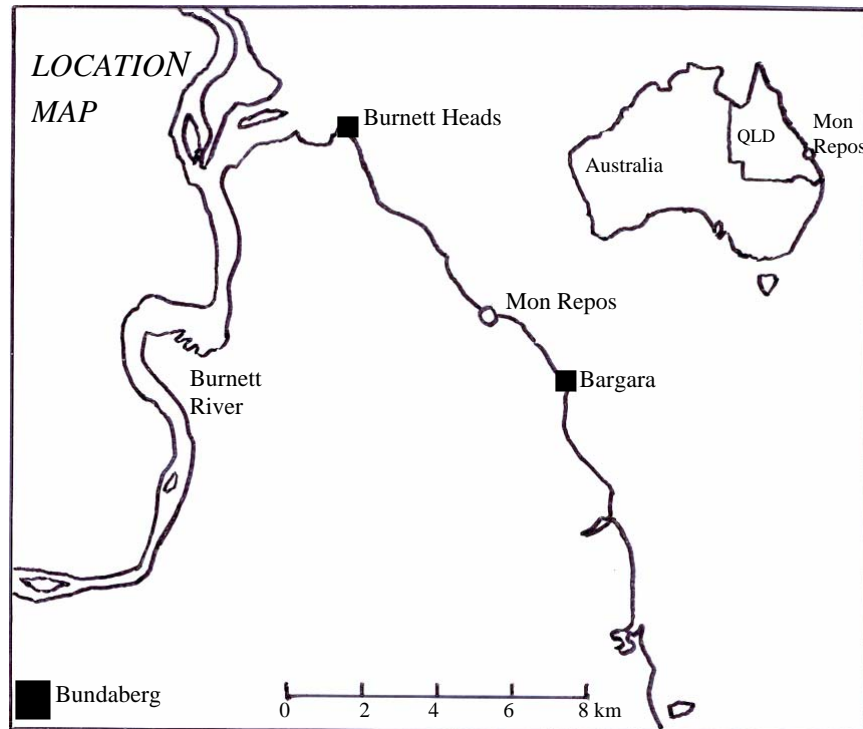 LOCATION
MAP
Burnett Heads
Australia
QLD
Mon
Repos
Mon Repos
Bargara
Burnett
River
Bundaberg
0 2 4 6 8 km